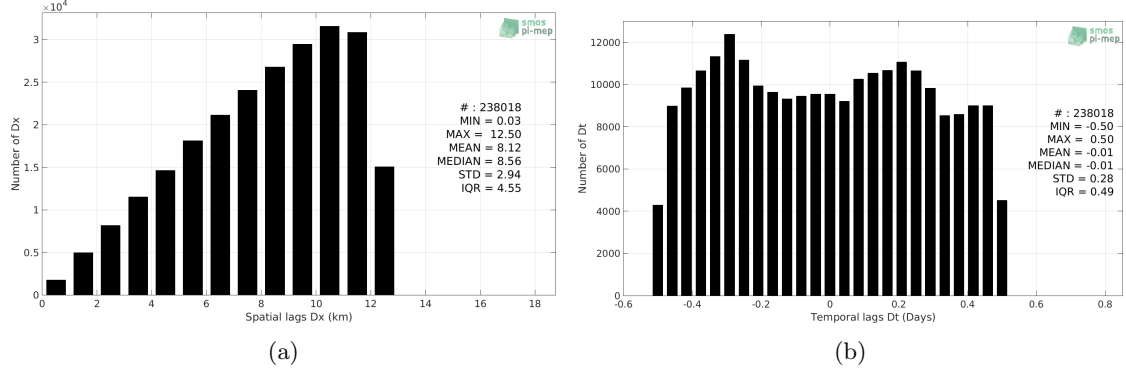 ×10⁴
3
2.5
2
1.5
1
0.5
0
Number of Dx
smos
pi-mep
# : 238018
MIN = 0.03
MAX = 12.50
MEAN = 8.12
MEDIAN = 8.56
STD = 2.94
IQR = 4.55
0 2 4 6 8 10 12 14 16 18
Spatial lags Dx (km)
(a)
12000
10000
8000
6000
4000
2000
0
Number of Dt
smos
pi-mep
# : 238018
MIN = -0.50
MAX = 0.50
MEAN = -0.01
MEDIAN = -0.01
STD = 0.28
IQR = 0.49
-0.6 -0.4 -0.2 0 0.2 0.4 0.6 0.8
Temporal lags Dt (Days)
(b)